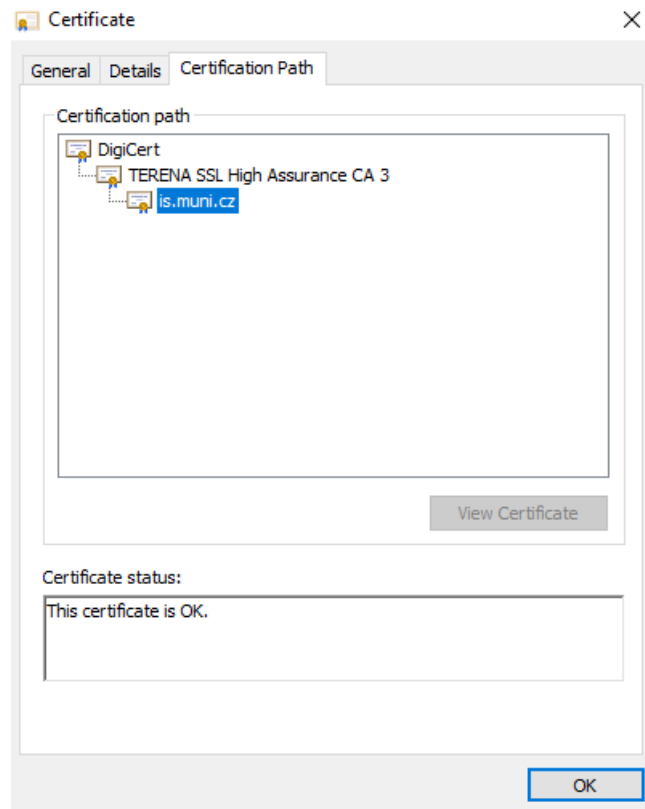 Certificate
General Details Certification Path
Certification path
DigiCert
TERENA SSL High Assurance CA 3
is.muni.cz
View Certificate
Certificate status:
This certificate is OK.
OK